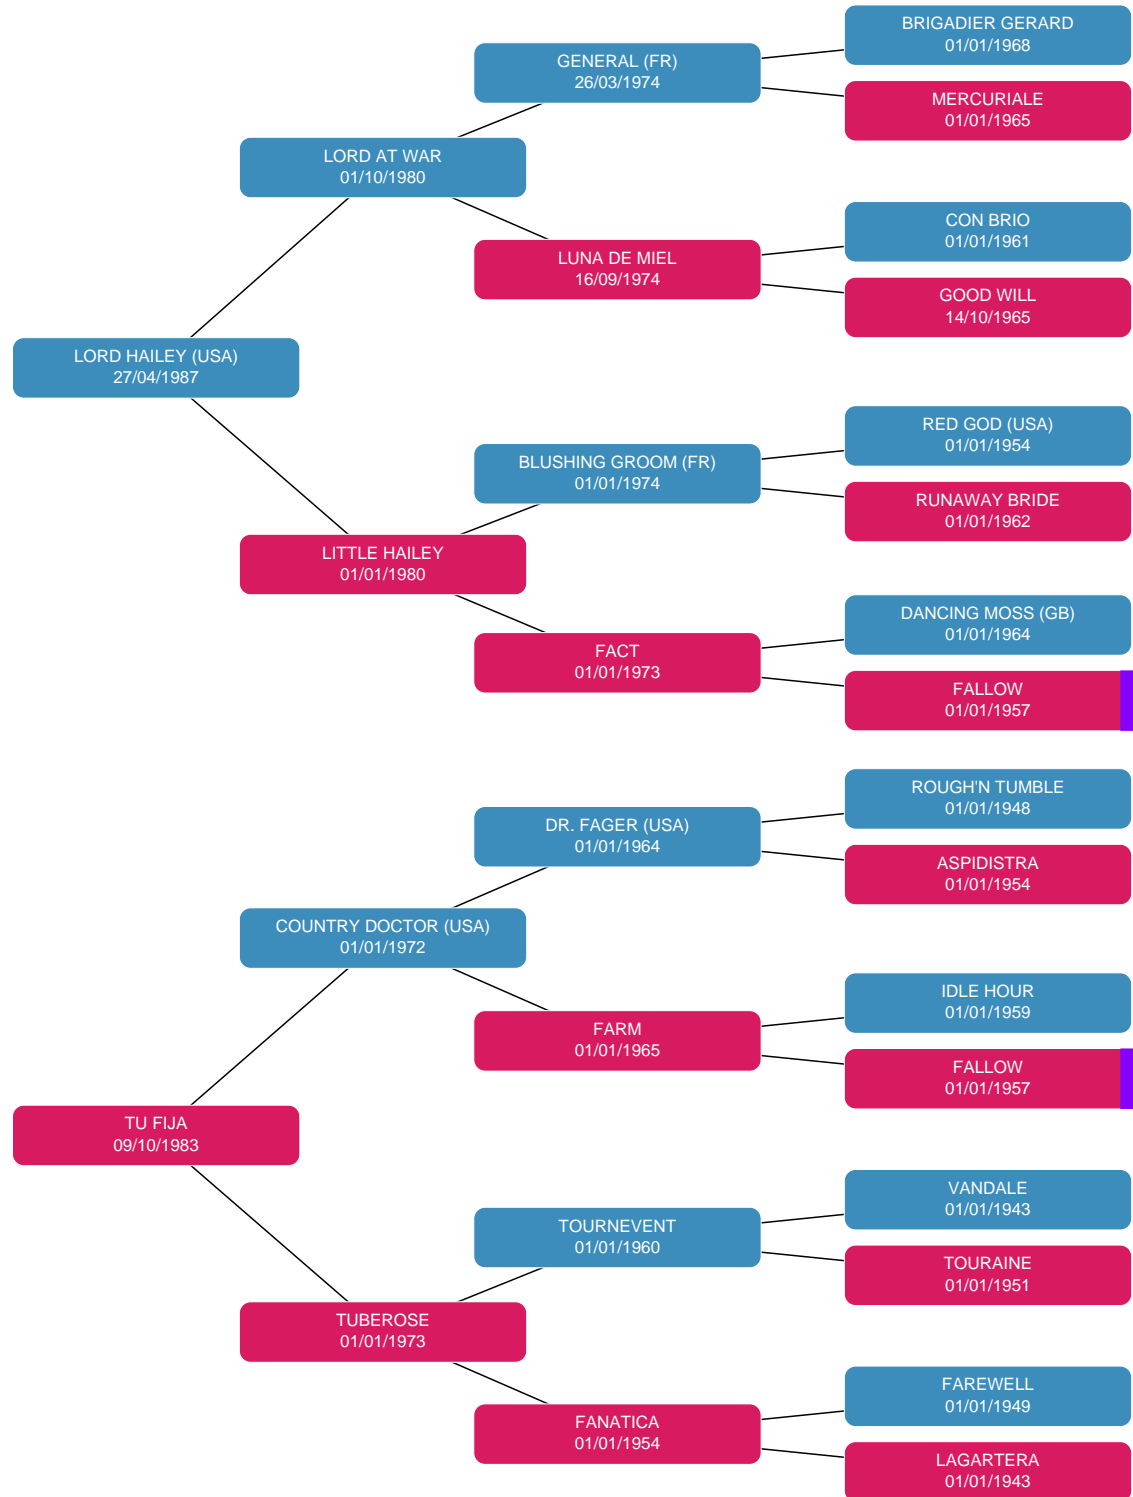 BRIGADIER GERARD
01/01/1968
GENERAL (FR)
26/03/1974
MERCURIALE
01/01/1965
LORD AT WAR
01/10/1980
CON BRIO
01/01/1961
LUNA DE MIEL
16/09/1974
GOOD WILL
14/10/1965
LORD HAILEY (USA)
27/04/1987
RED GOD (USA)
01/01/1954
BLUSHING GROOM (FR)
01/01/1974
RUNAWAY BRIDE
01/01/1962
LITTLE HAILEY
01/01/1980
DANCING MOSS (GB)
01/01/1964
FACT
01/01/1973
FALLOW
01/01/1957
ROUGH'N TUMBLE
01/01/1948
DR. FAGER (USA)
01/01/1964
ASPIDISTRA
01/01/1954
COUNTRY DOCTOR (USA)
01/01/1972
IDLE HOUR
01/01/1959
FARM
01/01/1965
FALLOW
01/01/1957
TU FIJA
09/10/1983
VANDALE
01/01/1943
TOURNEVENT
01/01/1960
TOURAINE
01/01/1951
TUBEROSE
01/01/1973
FAREWELL
01/01/1949
FANATICA
01/01/1954
LAGARTERA
01/01/1943